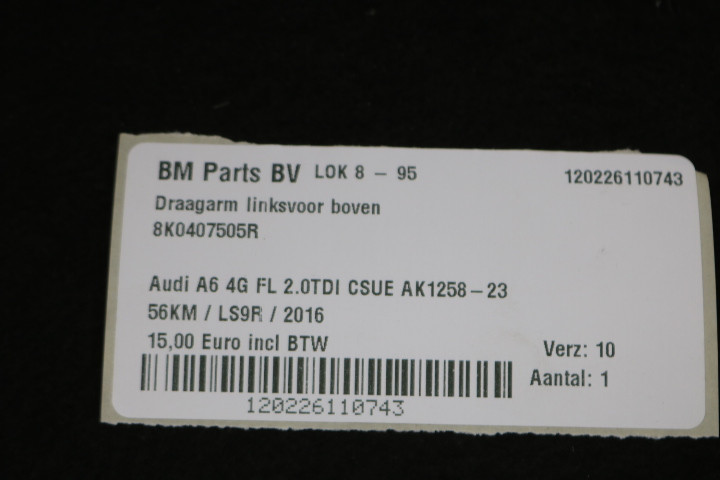 BM Parts BV LOK 8 - 95 120226110743
Draagarm linksvoor boven
8K0407505R
Audi A6 4G FL 2.0TDI CSUE AK1258-23
56KM / LS9R / 2016
15,00 Euro incl BTW
Verz: 10
Aantal: 1
120226110743